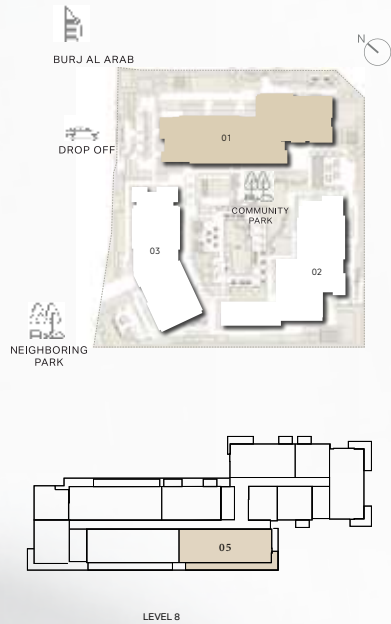 N
BURJ AL ARAB
DROP OFF
01
COMMUNITY
PARK
03
02
NEIGHBORING
PARK
05
LEVEL 8